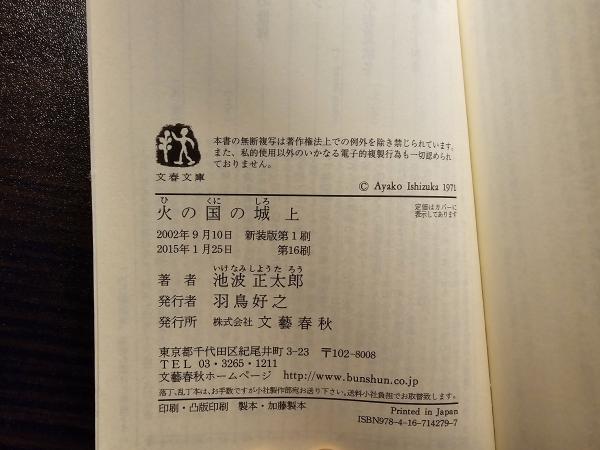 本書の無断複写は著作権法上での例外を除き禁じられています。
また、私的使用以外のいかなる電子的複製行為も一切認められ
ておりません。
文春文庫
© Ayako Ishizuka 1971
定価はカバーに
表示してあります
ひ くに しろ
火の国の城 上
2002年9月10日 新装版第1刷
2015年1月25日 第16刷
いけなみしようたろう
著者 池波正太郎
発行者 羽鳥好之
発行所 株式会社 文藝春秋
東京都千代田区紀尾井町3-23 〒102-8008
TEL 03・3265・1211
文藝春秋ホームページ http://www.bunshun.co.jp
落丁、乱丁本は、お手数ですが小社製作部宛お送り下さい。送料小社負担でお取替致します。
印刷・凸版印刷 製本・加藤製本
Printed in Japan
ISBN978-4-16-714279-7